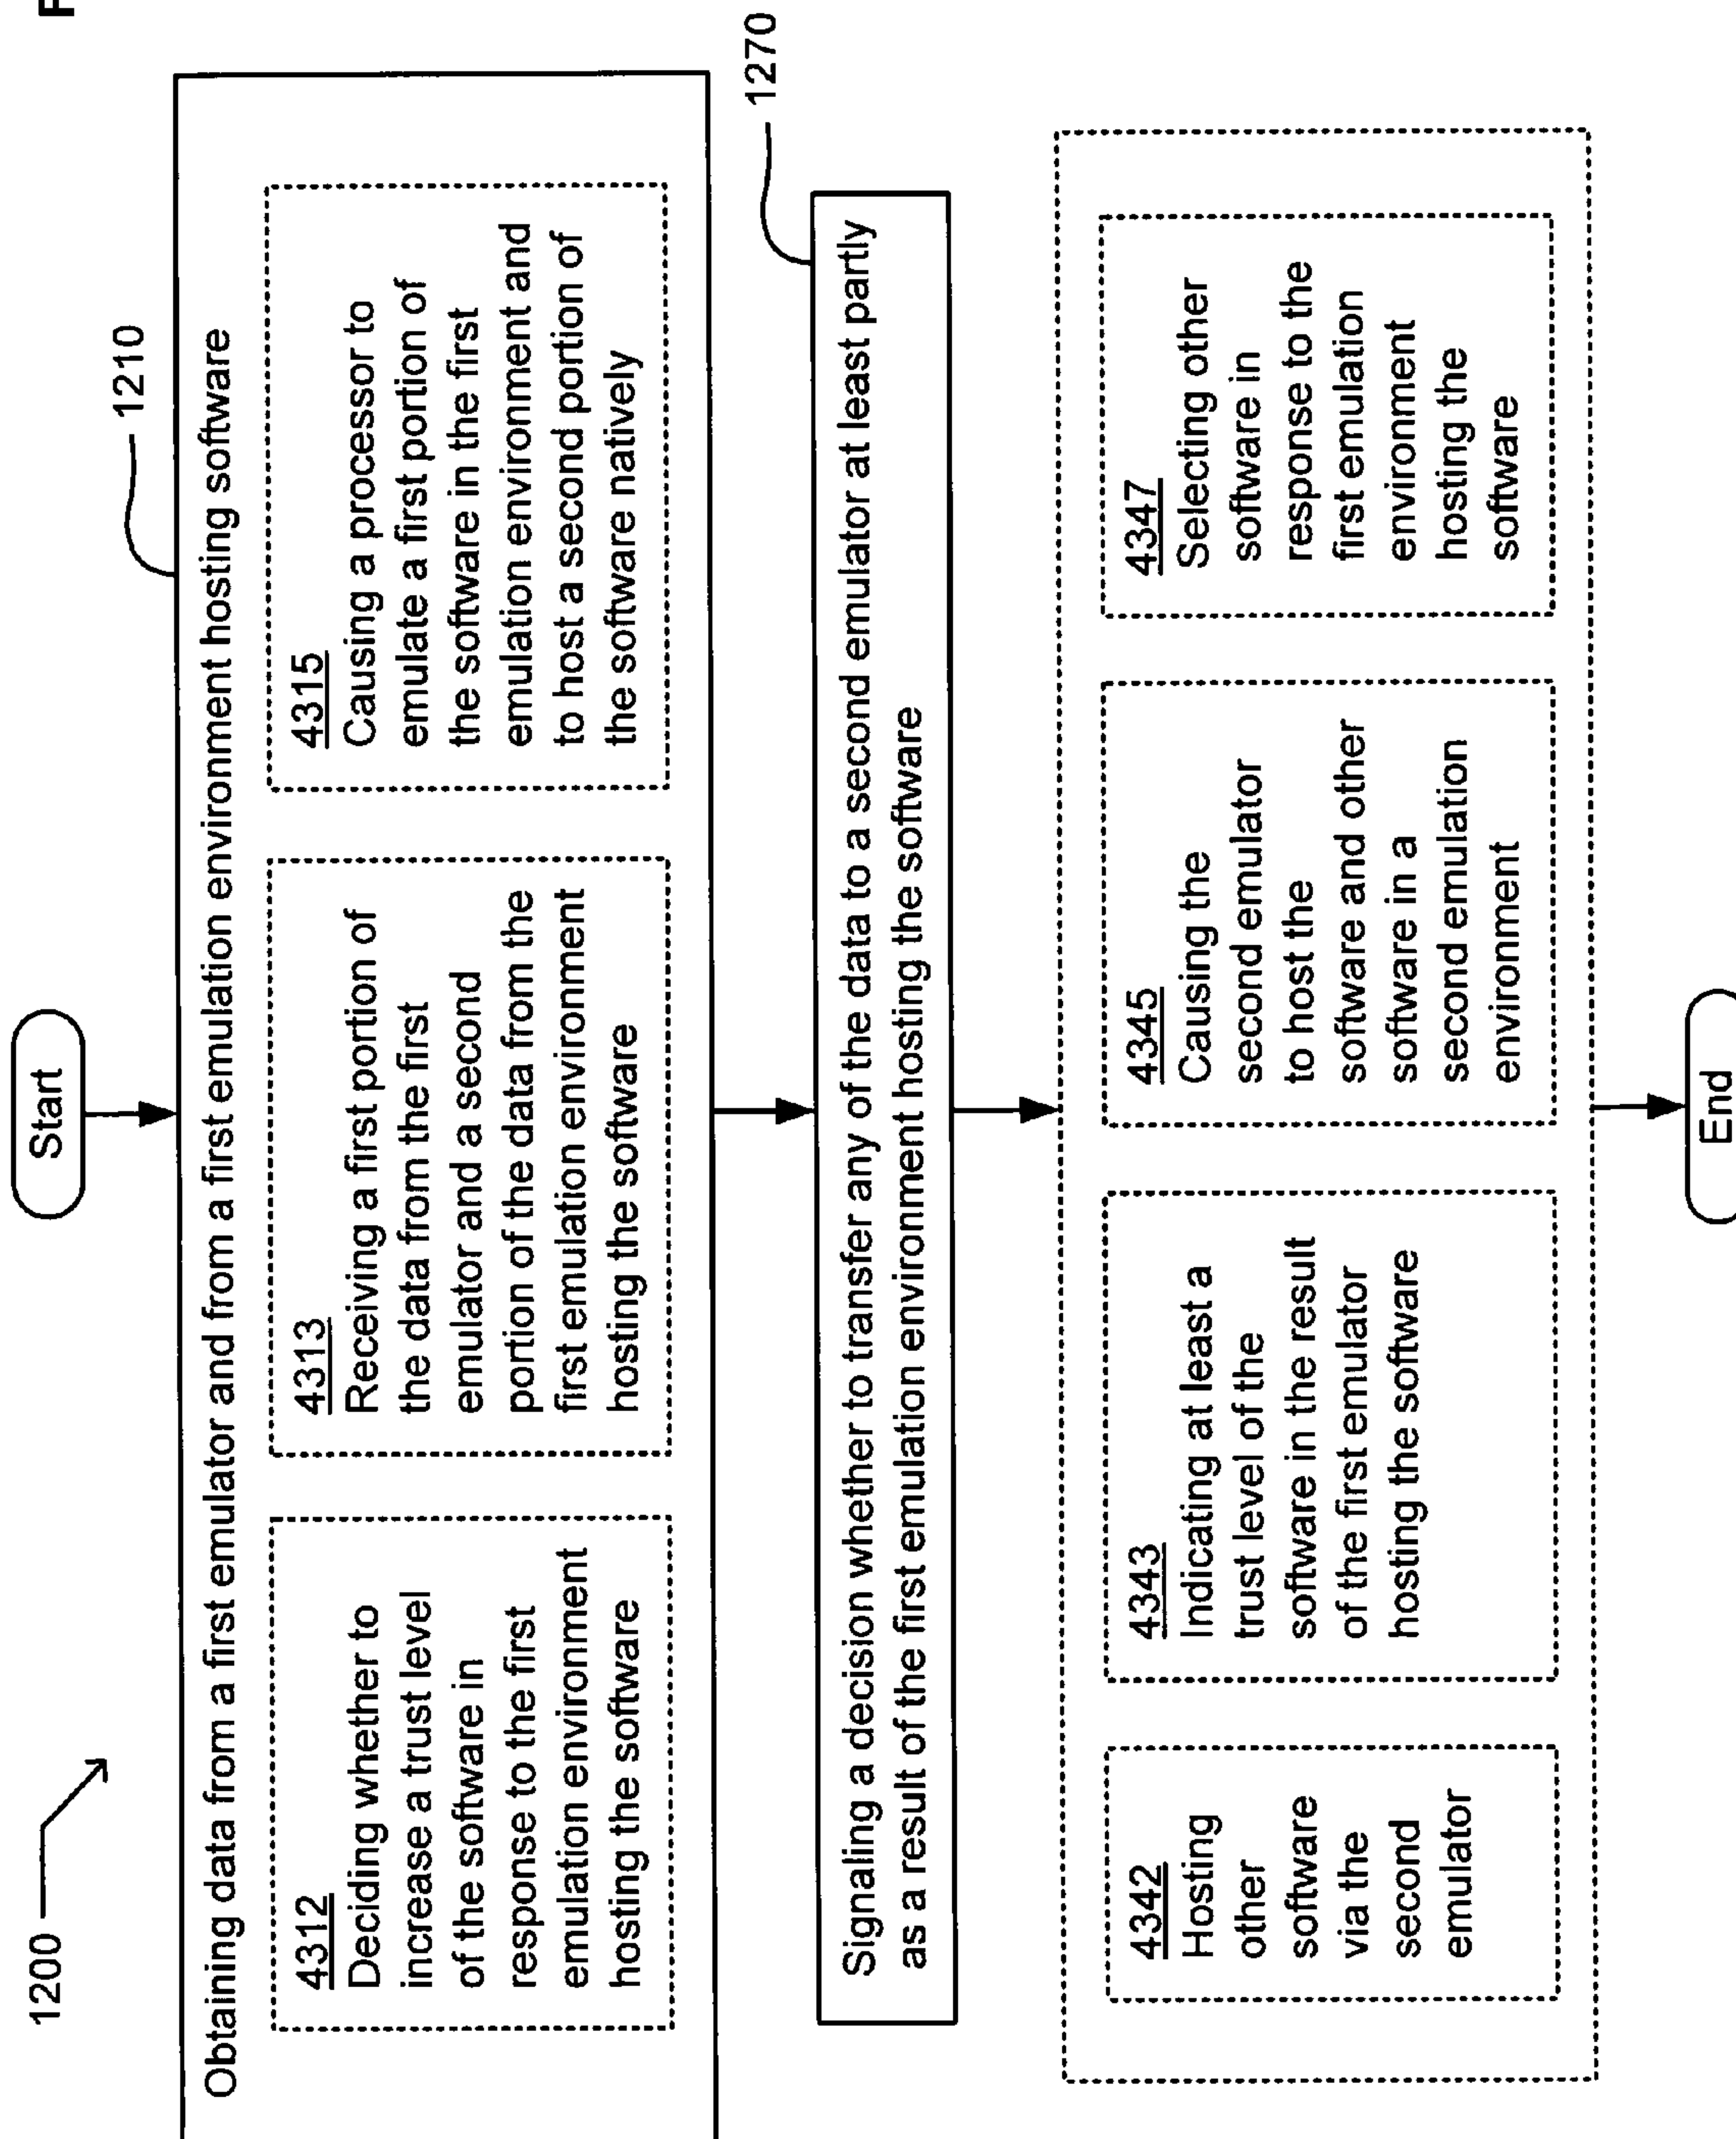 F
1200
Start
1210
Obtaining data from a first emulator and from a first emulation environment hosting software
4312
Deciding whether to
increase a trust level
of the software in
response to the first
emulation environment
hosting the software
4313
Receiving a first portion of
the data from the first
emulator and a second
portion of the data from the
first emulation environment
hosting the software
4315
Causing a processor to
emulate a first portion of
the software in the first
emulation environment and
to host a second portion of
the software natively
1270
Signaling a decision whether to transfer any of the data to a second emulator at least partly
as a result of the first emulation environment hosting the software
4342
Hosting
other
software
via the
second
emulator
4343
Indicating at least a
trust level of the
software in the result
of the first emulator
hosting the software
4345
Causing the
second emulator
to host the
software and other
software in a
second emulation
environment
4347
Selecting other
software in
response to the
first emulation
environment
hosting the
software
End